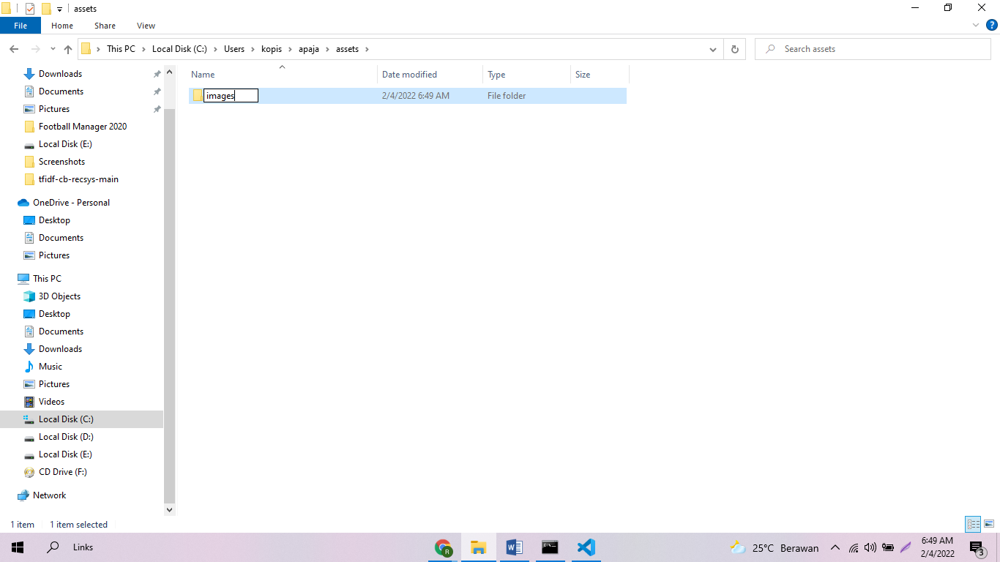 assets
File Home Share View
This PC Local Disk (C:) Users kopis apaja assets
Search assets
Name Date modified Type Size
images 2/4/2022 6:49 AM File folder
Downloads
Documents
Pictures
Football Manager 2020
Local Disk (E:)
Screenshots
tfidf-cb-recsys-main
OneDrive - Personal
Desktop
Documents
Pictures
This PC
3D Objects
Desktop
Documents
Downloads
Music
Pictures
Videos
Local Disk (C:)
Local Disk (D:)
Local Disk (E:)
CD Drive (F:)
Network
1 item 1 item selected
Links
25°C Berawan
6:49 AM
2/4/2022
3